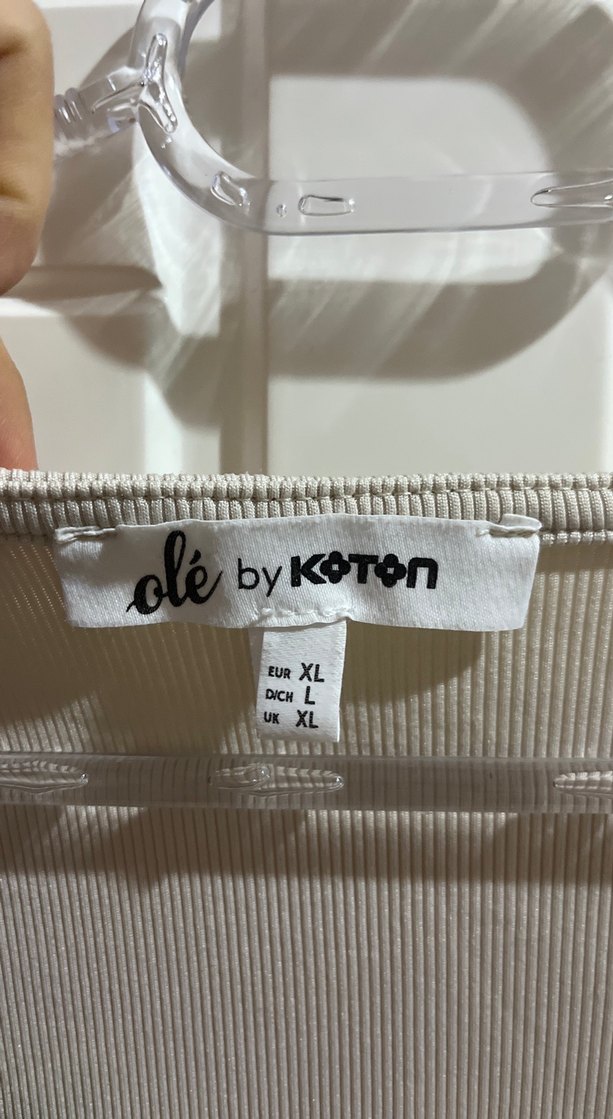 olé by KOTON
EUR XL
D/CH L
UK XL